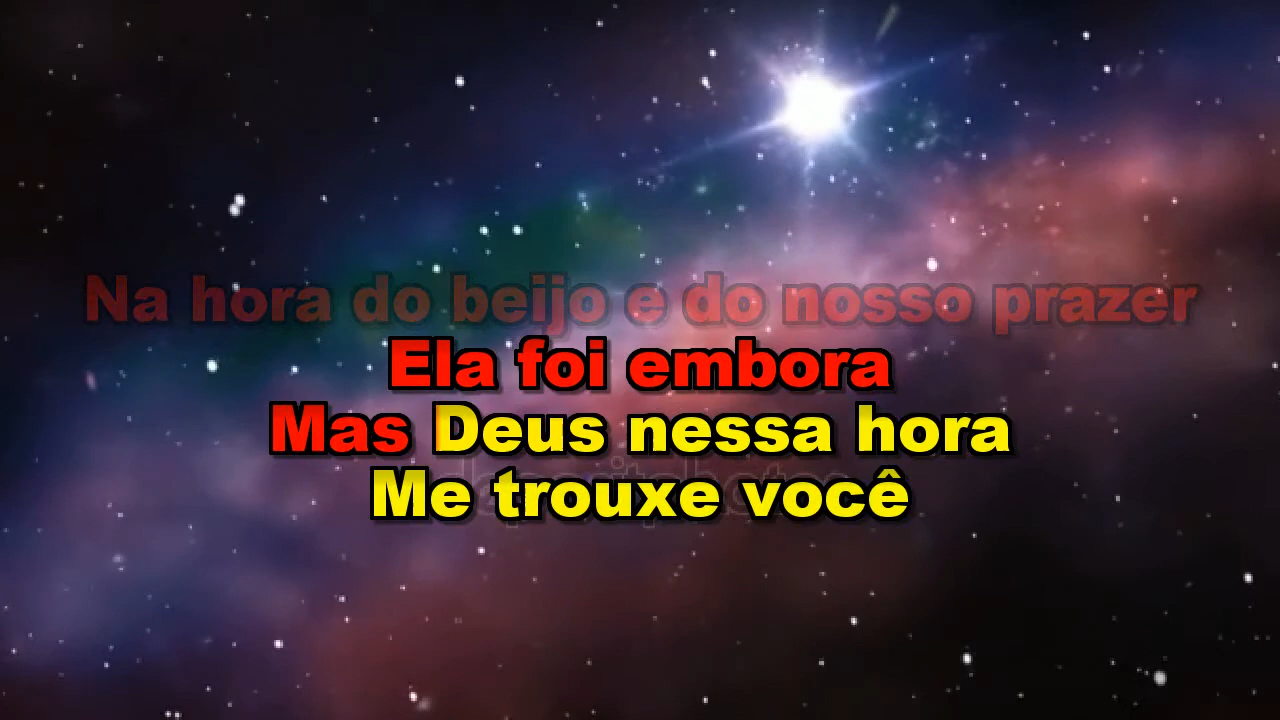 Na hora do beijo e do nosso prazer
Ela foi embora
Mas Deus nessa hora
Me trouxe você